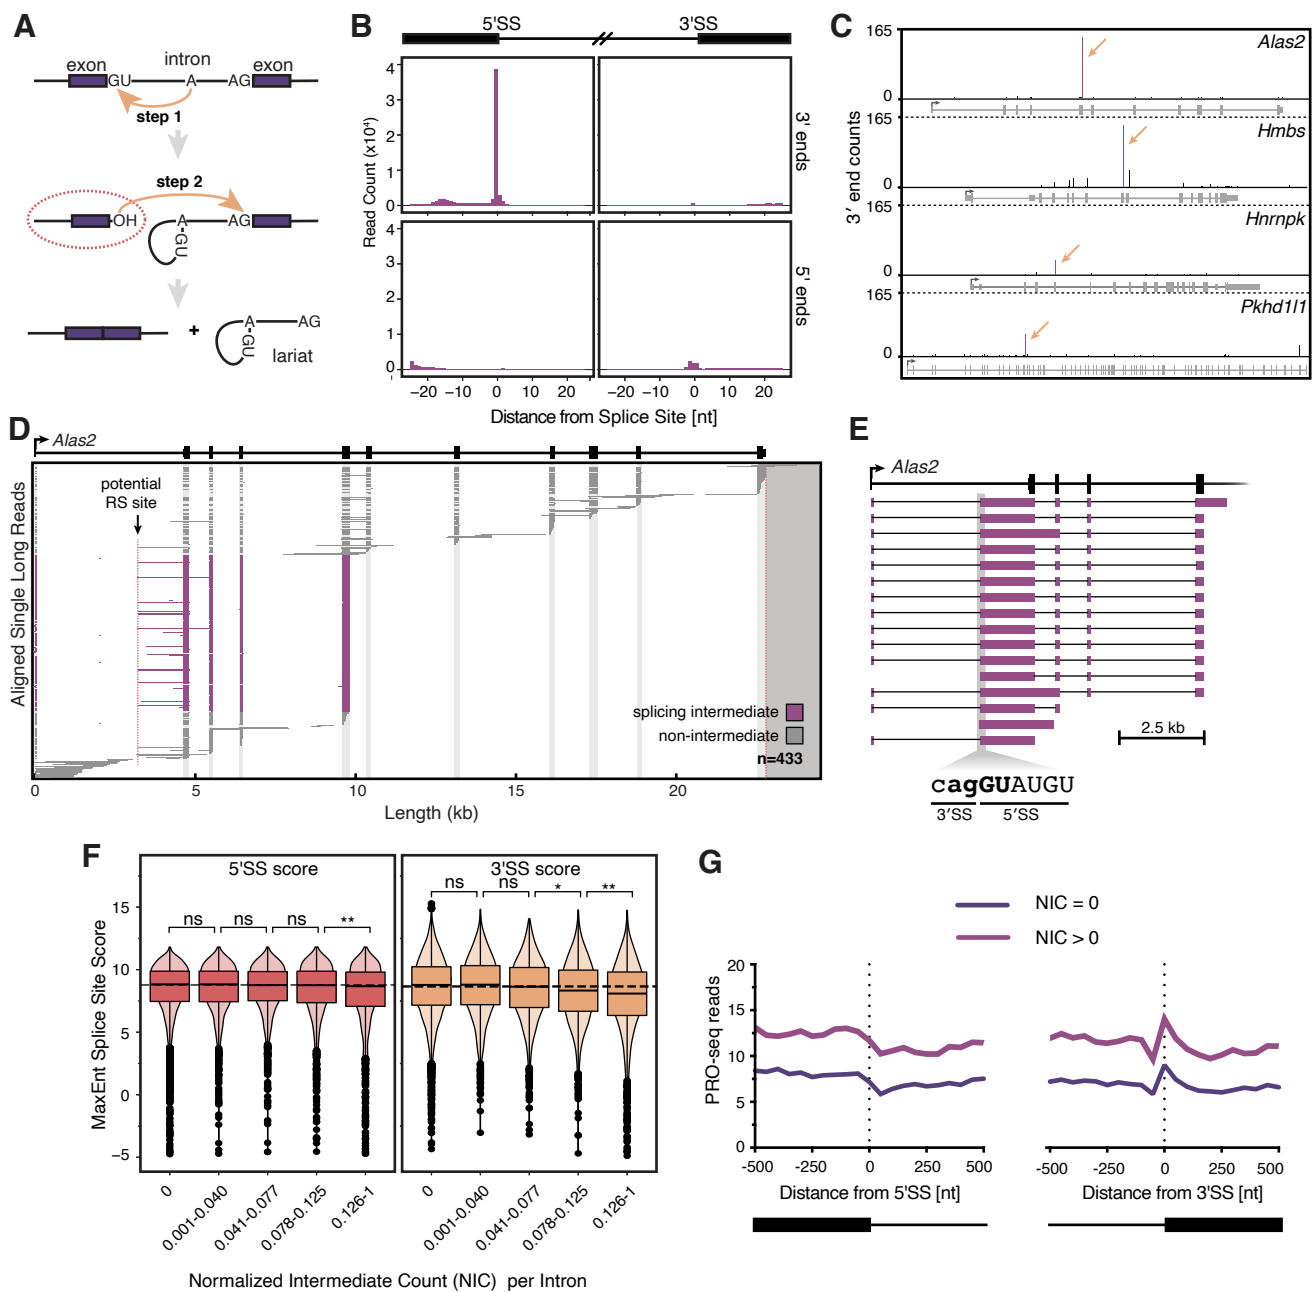 A
exon
GU
intron
A
AG
exon
step 1
step 2
OH
A
GU
AG
+
A
GU
AG
lariat
B
5'SS
3'SS
Read Count (x10⁴)
4
3
2
1
0
4
3
2
1
0
3' ends
5' ends
−20 −10 0 10 20
−20 −10 0 10 20
Distance from Splice Site [nt]
C
3′ end counts
165
Alas2
0
165
Hmbs
0
165
Hnrnpk
0
165
Pkhd1l1
0
D
Alas2
Aligned Single Long Reads
potential
RS site
splicing intermediate
non-intermediate
n=433
0 5 10 15 20
Length (kb)
E
Alas2
2.5 kb
cagGUAUGU
3′SS 5′SS
F
MaxEnt Splice Site Score
5'SS score
3'SS score
ns ns ns **
ns ns * **
15
10
5
0
−5
0
0.001-0.040
0.041-0.077
0.078-0.125
0.126-1
0
0.001-0.040
0.041-0.077
0.078-0.125
0.126-1
Normalized Intermediate Count (NIC) per Intron
G
NIC = 0
NIC > 0
PRO-seq reads
20
15
10
5
0
-500 -250 0 250 500
-500 -250 0 250 500
Distance from 5'SS [nt]
Distance from 3'SS [nt]